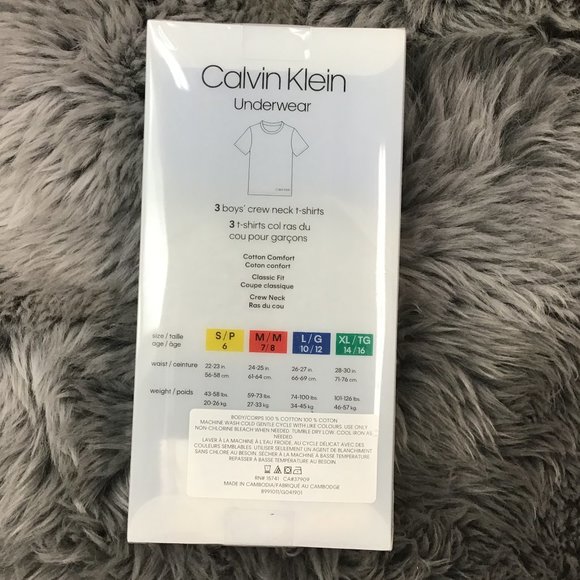 Calvin Klein
Underwear
3 boys' crew neck t-shirts
3 t-shirts col ras du
cou pour garçons
Cotton Comfort
Coton confort
Classic Fit
Coupe classique
Crew Neck
Ras du cou
size / taille S/P M/M L/G XL/TG
age / âge 6 7/8 10/12 14/16
waist / ceinture 22-23 in 24-25 in 26-27 in 28-30 in
56-58 cm 61-64 cm 66-69 cm 71-76 cm
weight / poids 43-58 lbs 59-73 lbs 74-100 lbs 101-126 lbs
20-26 kg 27-33 kg 34-45 kg 46-57 kg
BODY/CORPS 100 % COTTON 100 % COTON
MACHINE WASH COLD GENTLE CYCLE WITH LIKE COLOURS. USE ONLY
NON CHLORINE BLEACH WHEN NEEDED. TUMBLE DRY LOW. COOL IRON AS
NEEDED
LAVER À LA MACHINE À L'EAU FROIDE, AU CYCLE DÉLICAT AVEC DES
COULEURS SEMBLABLES. UTILISER AU BESOIN UN AGENT DE BLANCHIMENT
SANS CHLORE AU BESOIN. SÉCHER À LA MACHINE À BASSE TEMPÉRATURE
REPASSER À BASSE TEMPÉRATURE AU BESOIN
RN# 15741 CA#37909
MADE IN CAMBODIA/FABRIQUÉ AU CAMBODGE
8991011/G041901